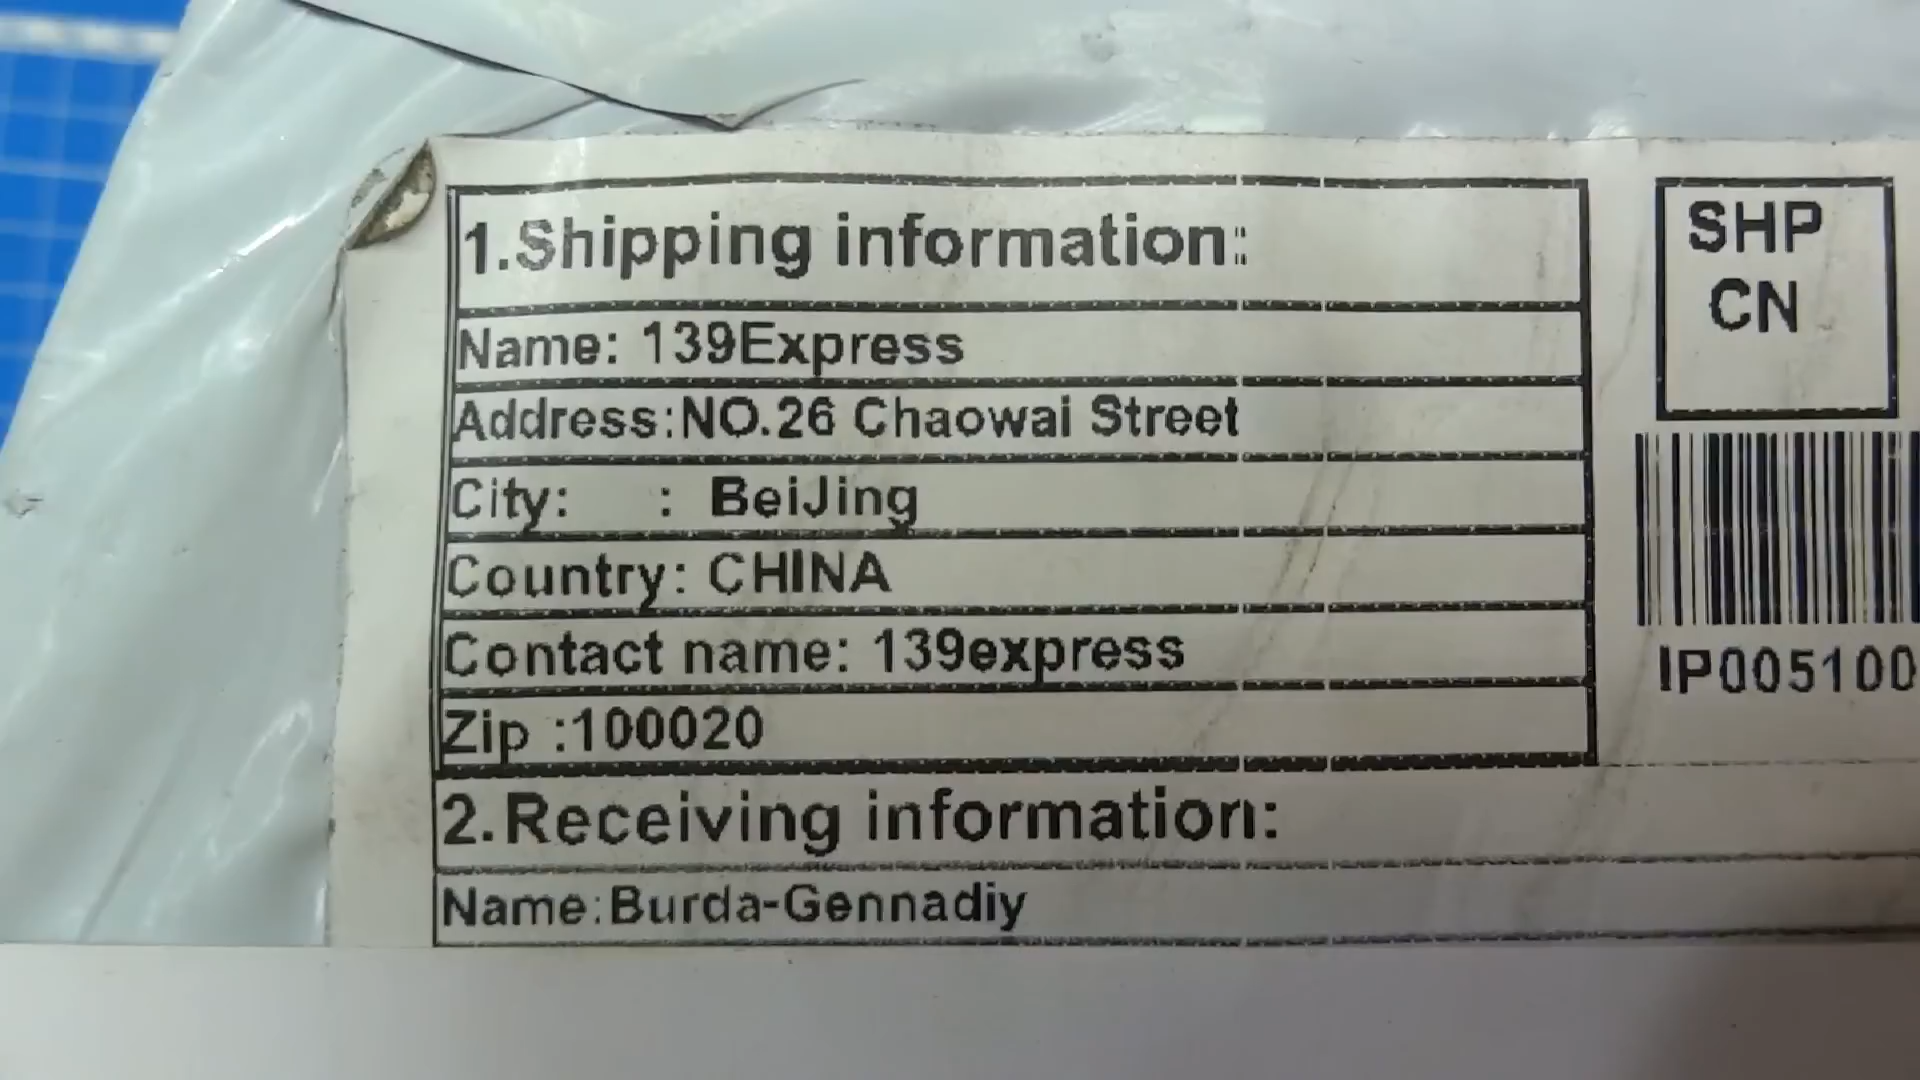 1.Shipping information:
Name: 139Express
Address:NO.26 Chaowai Street
City: : BeiJing
Country: CHINA
Contact name: 139express
Zip :100020
2.Receiving information:
Name:Burda-Gennadiy
SHP
CN
IP005100